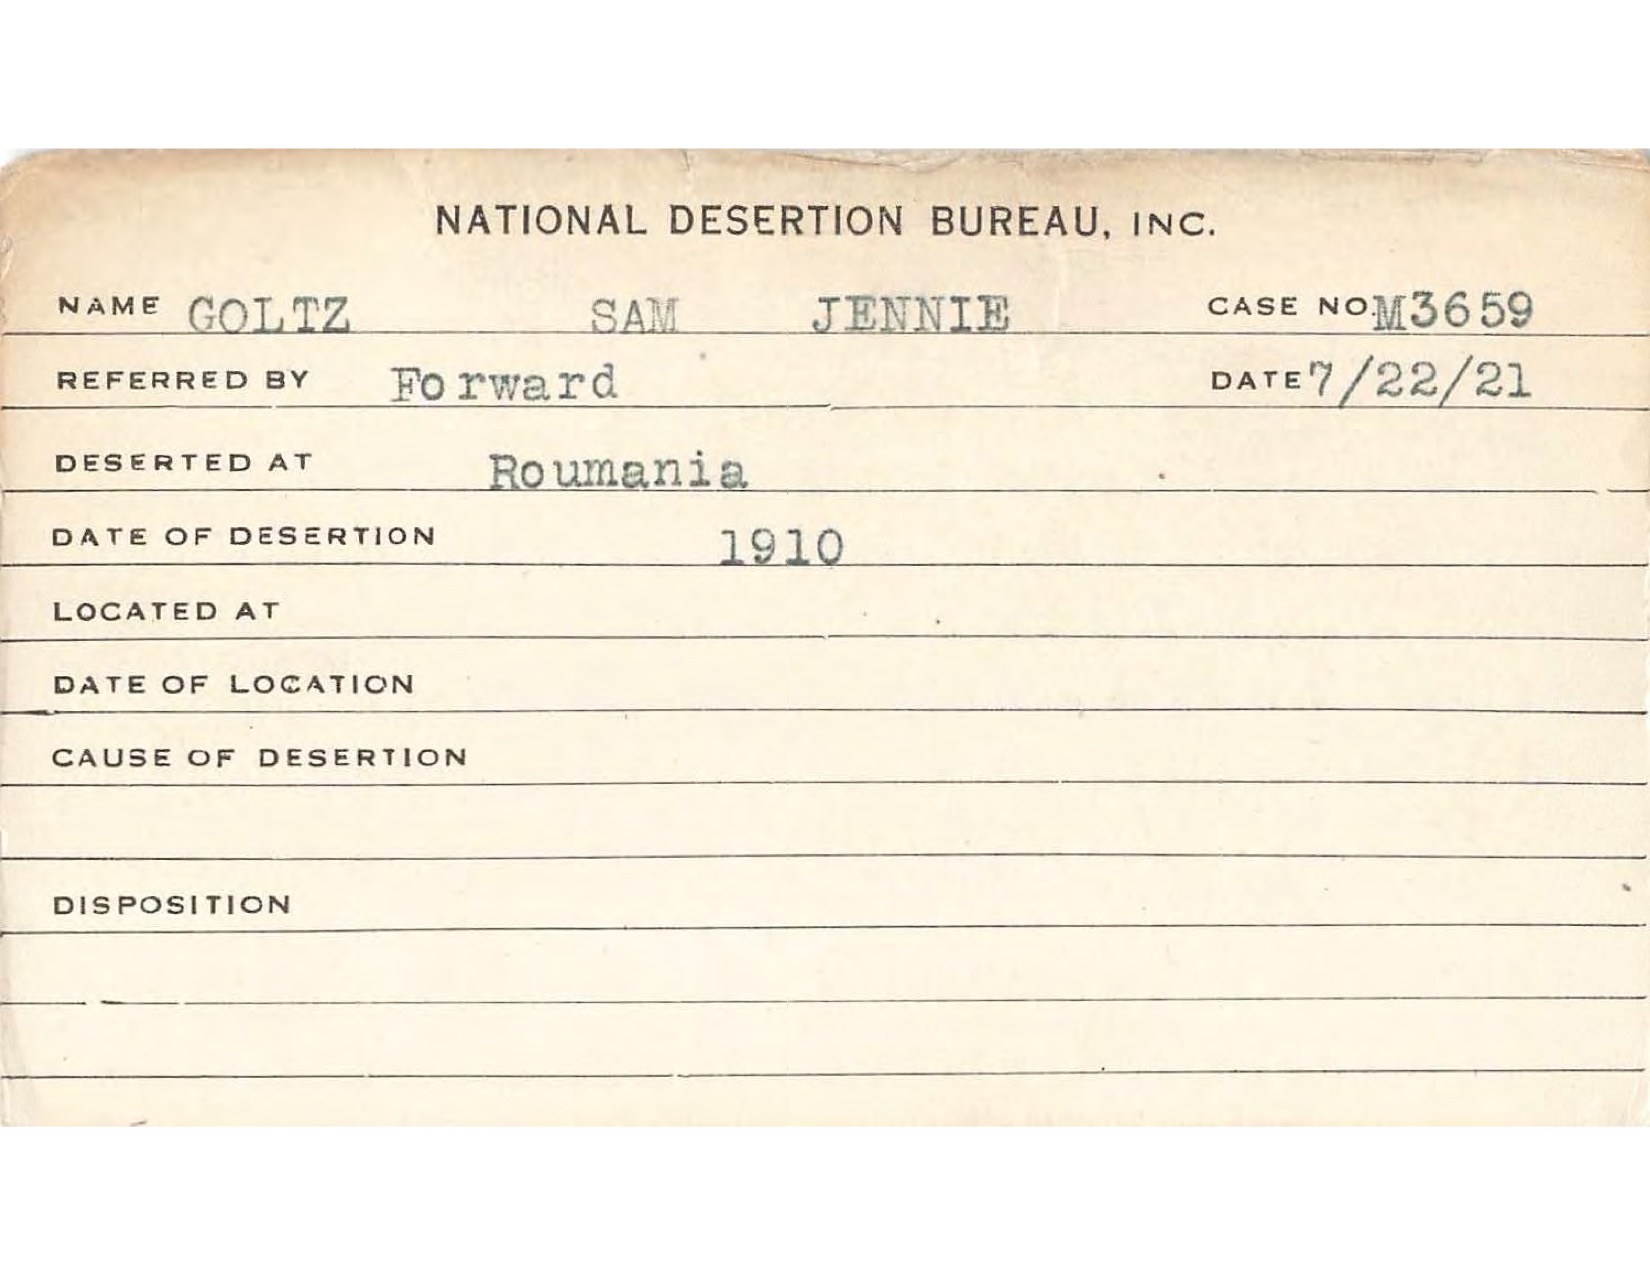 NATIONAL DESERTION BUREAU, INC.
NAME GOLTZ SAM JENNIE CASE NO. M3659
REFERRED BY Forward DATE 7/22/21
DESERTED AT Roumania
DATE OF DESERTION 1910
LOCATED AT
DATE OF LOCATION
CAUSE OF DESERTION
DISPOSITION